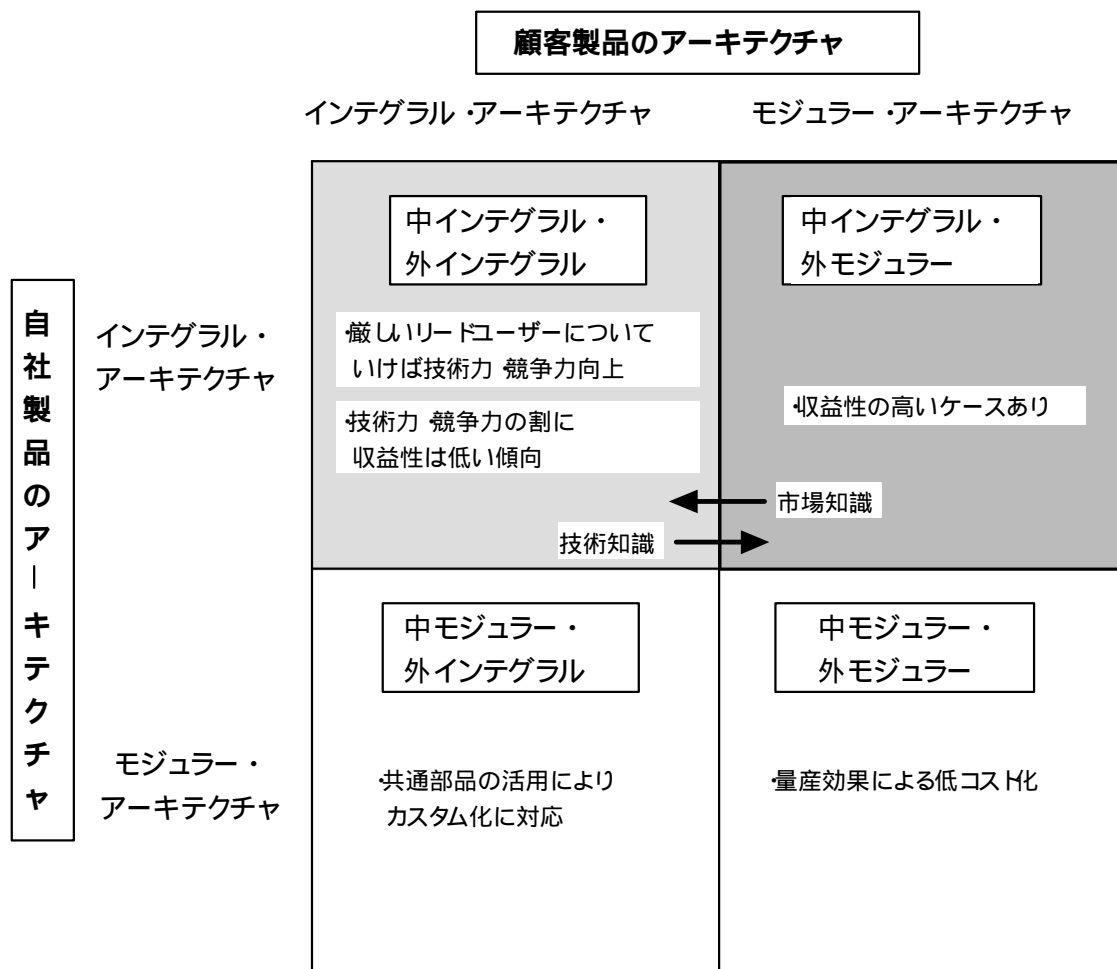 顧客製品のアーキテクチャ
インテグラル・アーキテクチャ
モジュラー・アーキテクチャ
自社製品のアーキテクチャ
インテグラル・
アーキテクチャ
中インテグラル・
外インテグラル
・厳しいリードユーザーについて
いけば技術力・競争力向上
・技術力・競争力の割に
収益性は低い傾向
中インテグラル・
外モジュラー
・収益性の高いケースあり
市場知識
技術知識
モジュラー・
アーキテクチャ
中モジュラー・
外インテグラル
・共通部品の活用により
カスタム化に対応
中モジュラー・
外モジュラー
・量産効果による低コスト化